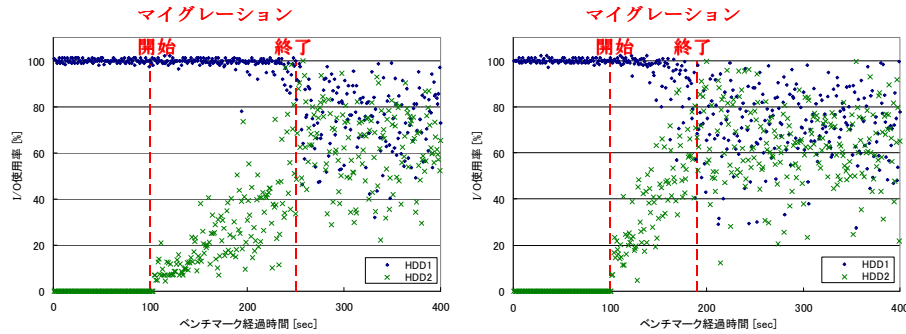 マイグレーション
開始 終了
I/O使用率 [%]
100
80
60
40
20
0
0 100 200 300 400
ベンチマーク経過時間 [sec]
HDD1
HDD2
マイグレーション
開始 終了
I/O使用率 [%]
100
80
60
40
20
0
0 100 200 300 400
ベンチマーク経過時間 [sec]
HDD1
HDD2